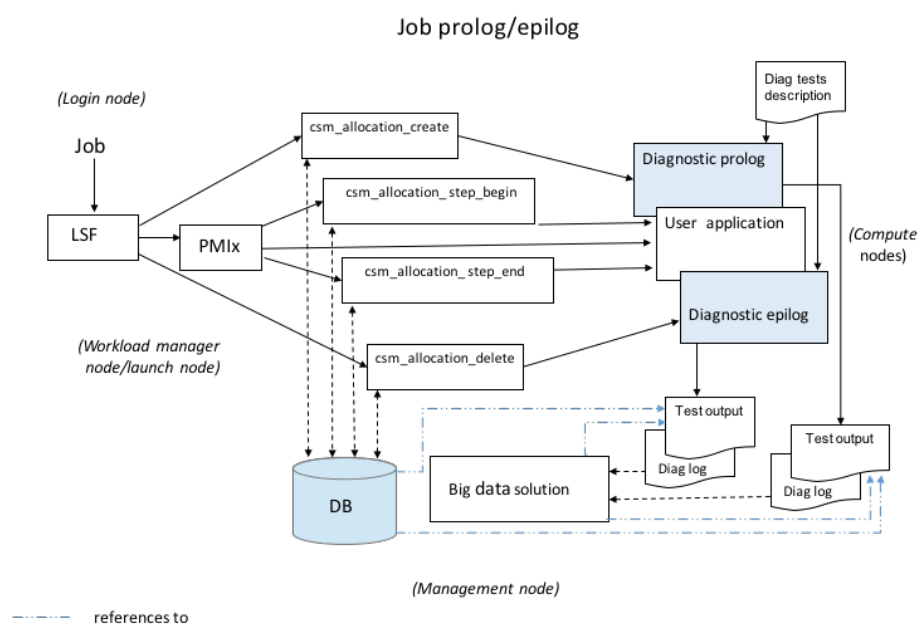 Job prolog/epilog
(Login node)
Diag tests
description
Job
csm_allocation_create
Diagnostic prolog
csm_allocation_ step_begin
LSF
PMIx
User application
(Compute
nodes)
csm_allocation_ step_end
Diagnostic epilog
(Workload manager
node/launch node)
csm_allocation_delete
Test output
Test output
Diag log
Big data solution
Diag log
DB
(Management node)
references to